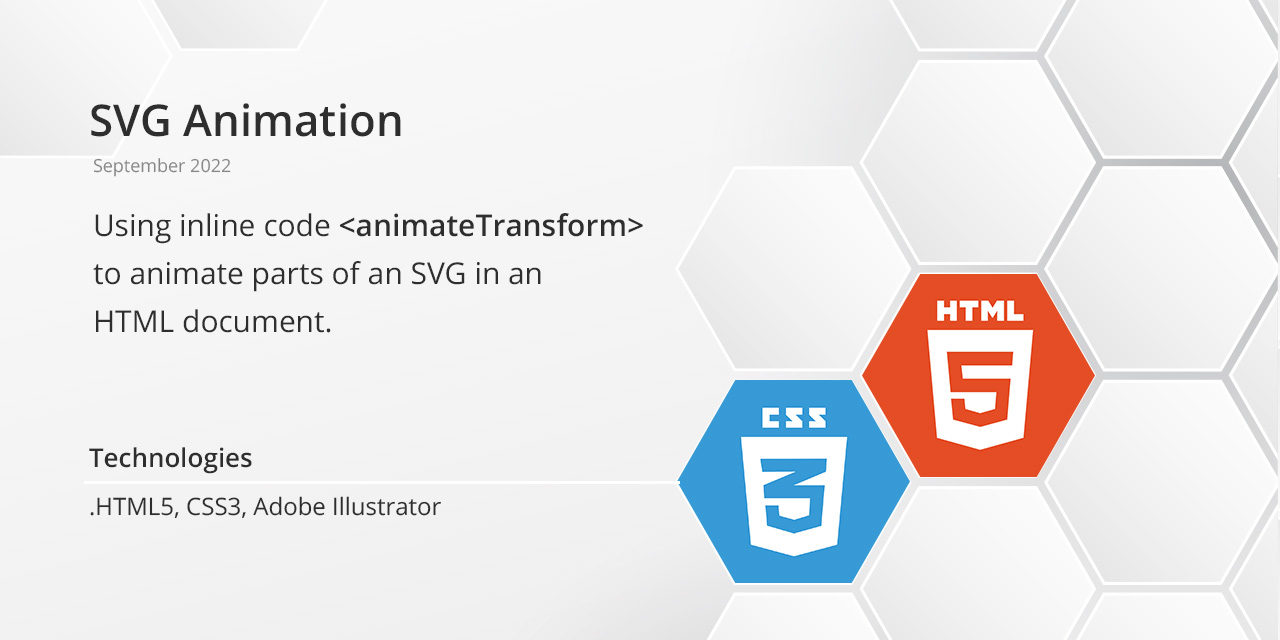 SVG Animation
September 2022
Using inline code <animateTransform>
to animate parts of an SVG in an
HTML document.
HTML
5
CSS
3
Technologies
.HTML5, CSS3, Adobe Illustrator